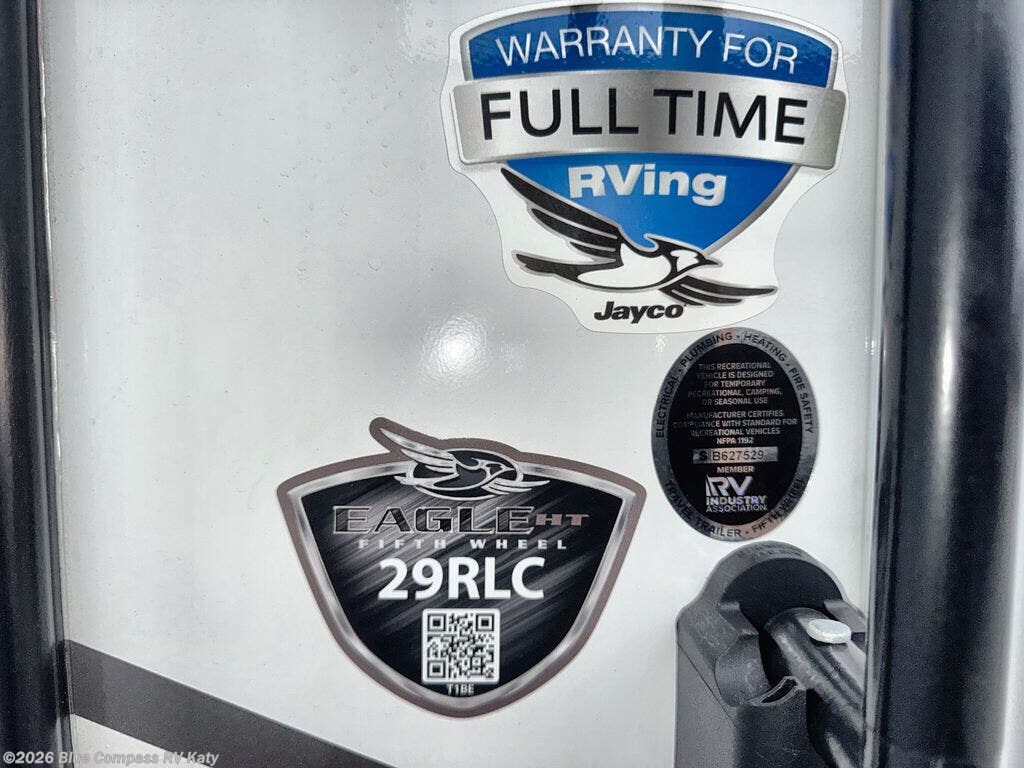 WARRANTY FOR
FULL TIME
RVing
Jayco
ELECTRICAL • PLUMBING • HEATING • FIRE SAFETY
THIS RECREATIONAL
VEHICLE IS DESIGNED
FOR TEMPORARY
RECREATIONAL, CAMPING,
OR SEASONAL USE
MANUFACTURER CERTIFIES
COMPLIANCE WITH STANDARD FOR
RECREATIONAL VEHICLES
NFPA 1192
S B627529
MEMBER
RV
INDUSTRY
ASSOCIATION
TRAVEL TRAILER • FIFTH WHEEL
EAGLE HT
FIFTH WHEEL
29RLC
T1BE
©2026 Blue Compass RV Katy